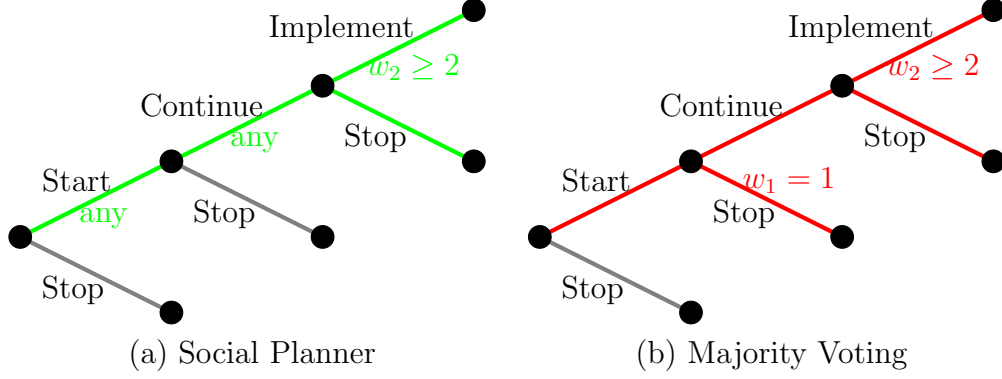 Implement
w₂ ≥ 2
Continue
any
Stop
Start
any
Stop
Stop
(a) Social Planner
Implement
w₂ ≥ 2
Continue
Stop
Start
w₁ = 1
Stop
Stop
(b) Majority Voting